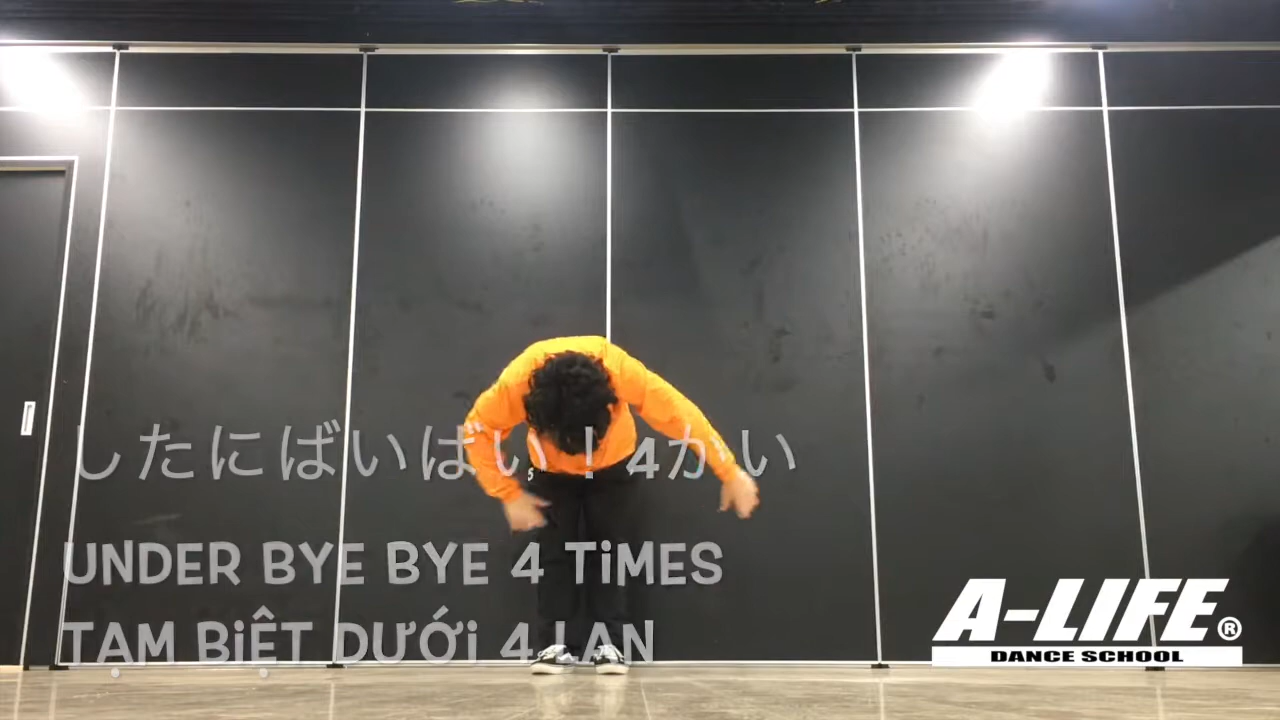 したにばいばい！4かい
UNDER BYE BYE 4 TiMES
TẠM BiỆT DƯỚi 4 LAN
A-LIFE®
DANCE SCHOOL